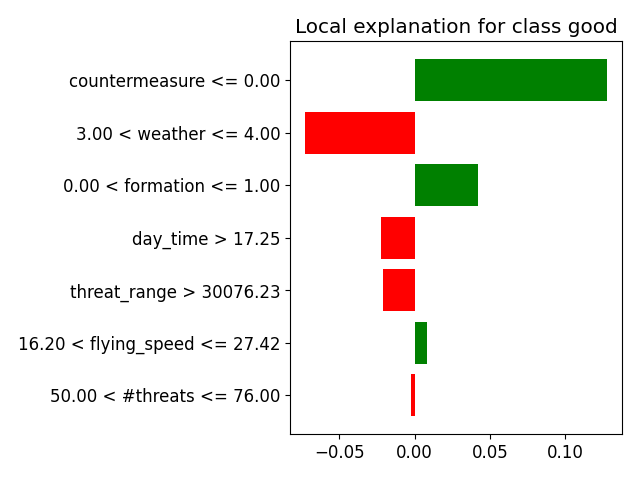 Local explanation for class good
countermeasure <= 0.00
3.00 < weather <= 4.00
0.00 < formation <= 1.00
day_time > 17.25
threat_range > 30076.23
16.20 < flying_speed <= 27.42
50.00 < #threats <= 76.00
−0.05 0.00 0.05 0.10